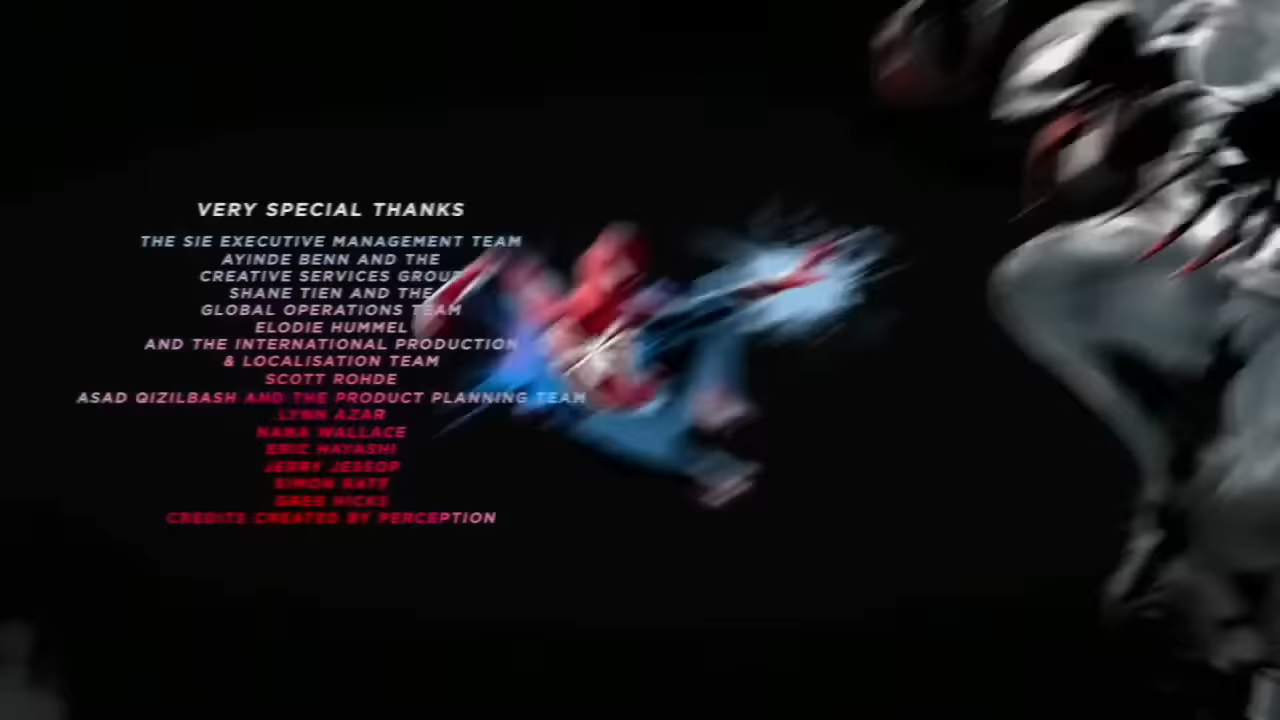 VERY SPECIAL THANKS
THE SIE EXECUTIVE MANAGEMENT TEAM
AYINDE BENN AND THE
CREATIVE SERVICES GROUP
SHANE TIEN AND THE
GLOBAL OPERATIONS TEAM
ELODIE HUMMEL
AND THE INTERNATIONAL PRODUCTION
& LOCALISATION TEAM
SCOTT ROHDE
ASAD QIZILBASH AND THE PRODUCT PLANNING TEAM
LYNN AZAR
WALLACE
ERIC HAYASHI
JERRY JESSOP
SIMON
GREG HICKS
CREDITS CREATED BY PERCEPTION